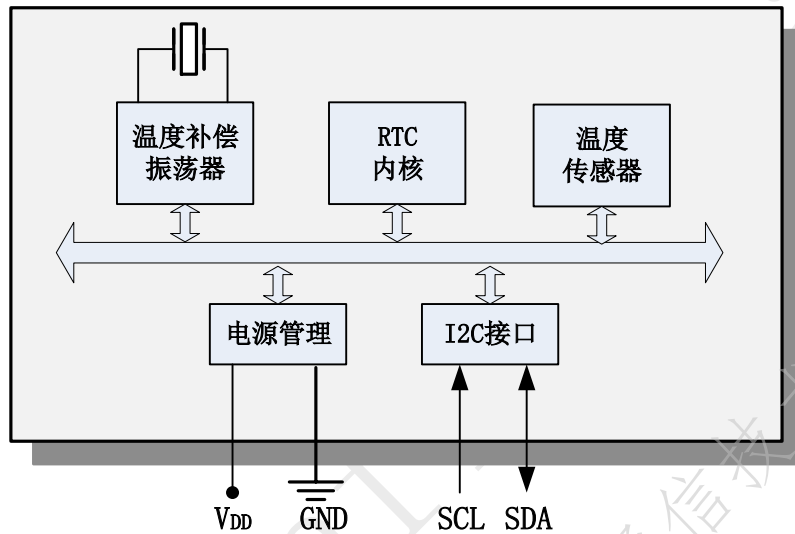 温度补偿
振荡器
RTC
内核
温度
传感器
电源管理
I2C接口
VDD
GND
SCL
SDA